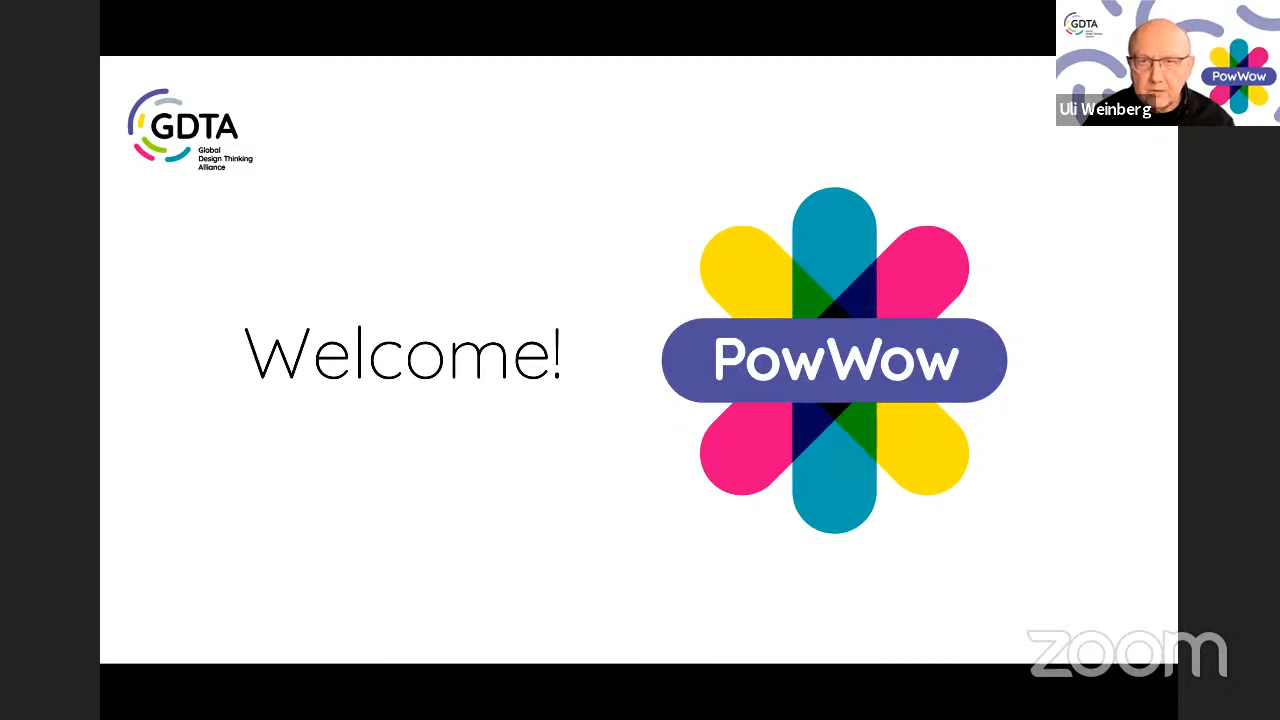 GDTA
PowWow
Uli Weinberg
GDTA
Global
Design Thinking
Alliance
Welcome!
PowWow
zoom